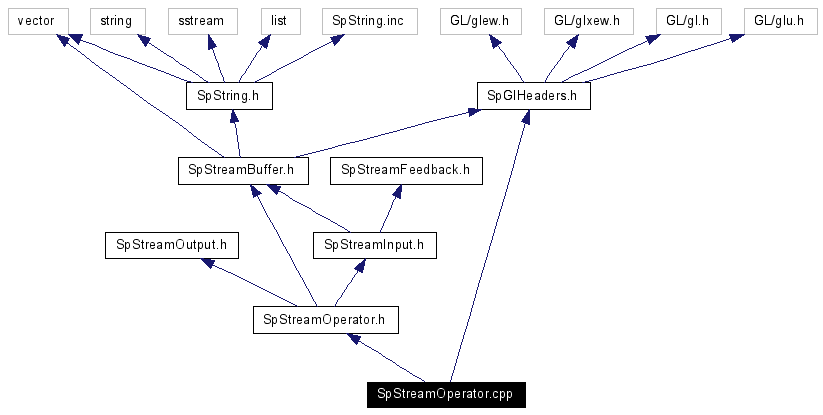 vector
string
sstream
list
SpString.inc
GL/glew.h
GL/glxew.h
GL/gl.h
GL/glu.h
SpString.h
SpGlHeaders.h
SpStreamBuffer.h
SpStreamFeedback.h
SpStreamOutput.h
SpStreamInput.h
SpStreamOperator.h
SpStreamOperator.cpp